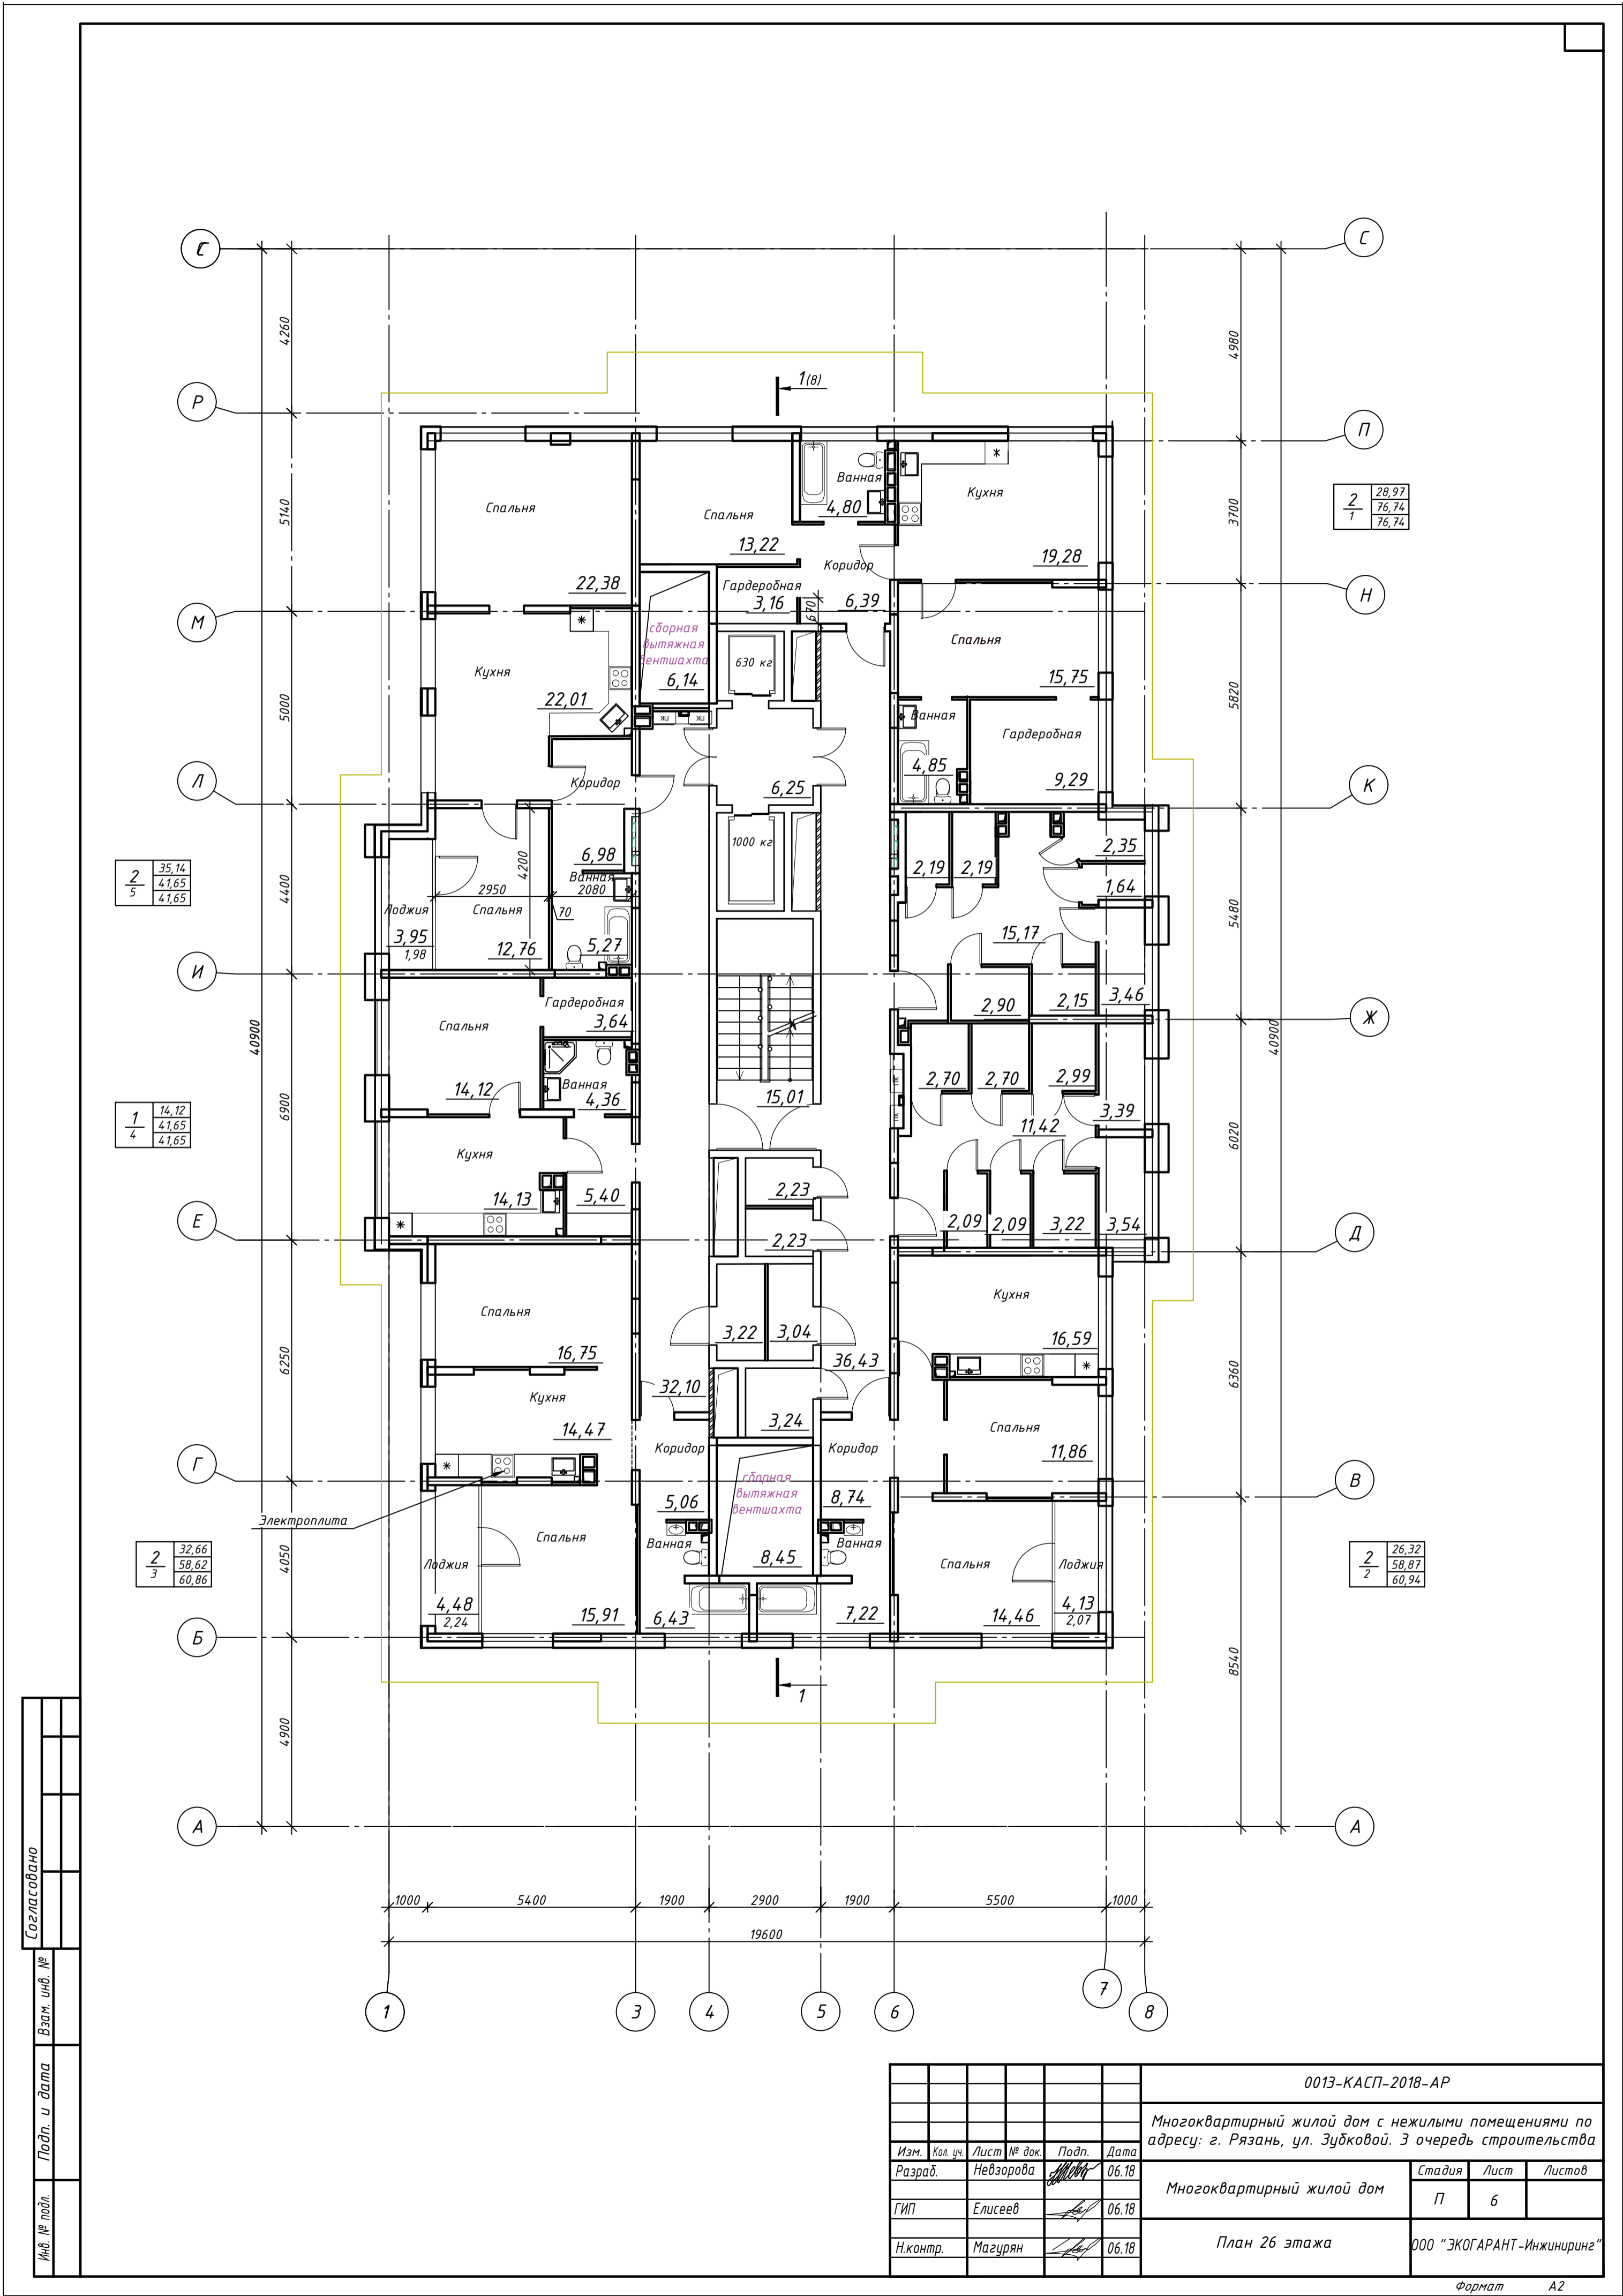 С
С
4260
4980
Р
1(8)
П
5140
3700
Спальня
22,38
Спальня
13,22
Ванная
4,80
Кухня
19,28
2
1
28,97
76,74
76,74
Коридор
6,39
Гардеробная
3,16
670
М
Н
сборная
вытяжная
вентшахта
6,14
630 кг
Кухня
22,01
Спальня
15,75
5000
5820
ПК
ПК
Ванная
4,85
Гардеробная
9,29
Л
К
Коридор
6,98
6,25
1000 кг
2
5
35,14
41,65
41,65
4400
4200
2950
2080
70
Лоджия
3,95
1,98
Спальня
12,76
Ванная
5,27
2,19
2,19
2,35
1,64
15,17
5480
И
2,90
2,15
3,46
Ж
40900
40900
Гардеробная
3,64
Спальня
14,12
Ванная
4,36
15,01
ПК
ПК
2,70
2,70
2,99
3,39
11,42
1
4
14,12
41,65
41,65
6900
6020
Кухня
14,13
5,40
2,23
2,23
2,09
2,09
3,22
3,54
Е
Д
Спальня
16,75
Кухня
16,59
3,22
3,04
36,43
32,10
6250
6360
Кухня
14,47
3,24
Спальня
11,86
Коридор
5,06
Коридор
8,74
Г
В
сборная
вытяжная
вентшахта
8,45
Электроплита
2
3
32,66
58,62
60,86
4050
Лоджия
4,48
2,24
Спальня
15,91
Ванная
6,43
Ванная
7,22
Спальня
14,46
Лоджия
4,13
2,07
2
2
26,32
58,87
60,94
Б
8540
1
4900
А
А
1000
5400
1900
2900
1900
5500
1000
19600
1
3
4
5
6
7
8
Согласовано
Взам. инв. №
Подп. и дата
Инв. № подл.
0013-КАСП-2018-АР
Многоквартирный жилой дом с нежилыми помещениями по
адресу: г. Рязань, ул. Зубковой. 3 очередь строительства
Изм. Кол. уч. Лист № док. Подп. Дата
Разраб. Невзорова 06.18
ГИП Елисеев 06.18
Н.контр. Магурян 06.18
Многоквартирный жилой дом
Стадия Лист Листов
П 6
План 26 этажа
ООО "ЭКОГАРАНТ-Инжиниринг"
Формат А2